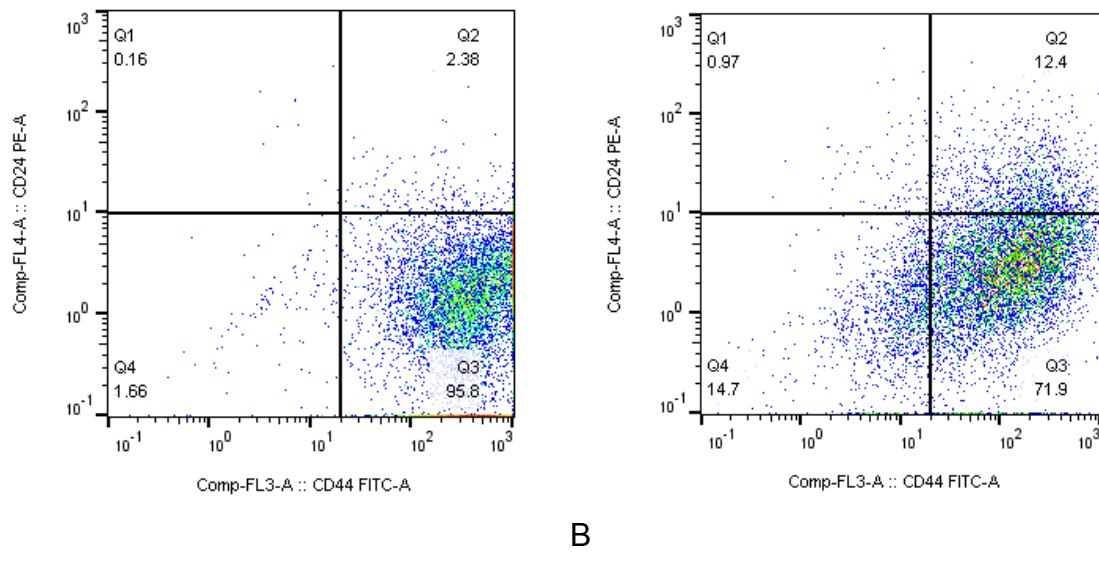 10^3
Q1
0.16
Q2
2.38
10^2
10^1
10^0
10^-1
Q4
1.66
Q3
95.8
10^-1
10^0
10^1
10^2
10^3
Comp-FL4-A :: CD24 PE-A
Comp-FL3-A :: CD44 FITC-A
10^3
Q1
0.97
Q2
12.4
10^2
10^1
10^0
10^-1
Q4
14.7
Q3
71.9
10^-1
10^0
10^1
10^2
10^3
Comp-FL4-A :: CD24 PE-A
Comp-FL3-A :: CD44 FITC-A
B